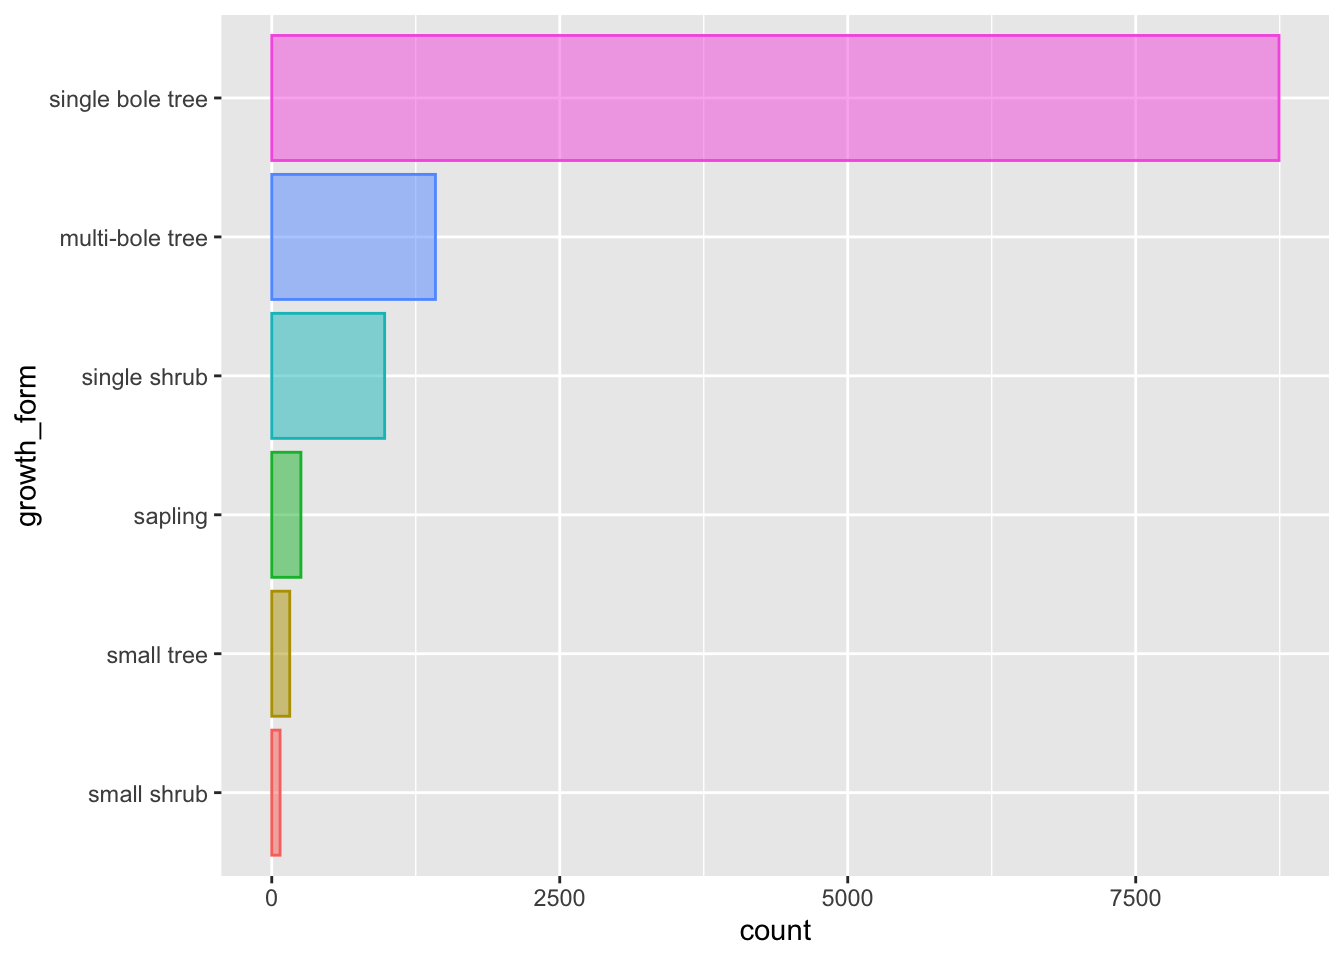 growth_form
single bole tree
multi-bole tree
single shrub
sapling
small tree
small shrub
0 2500 5000 7500
count